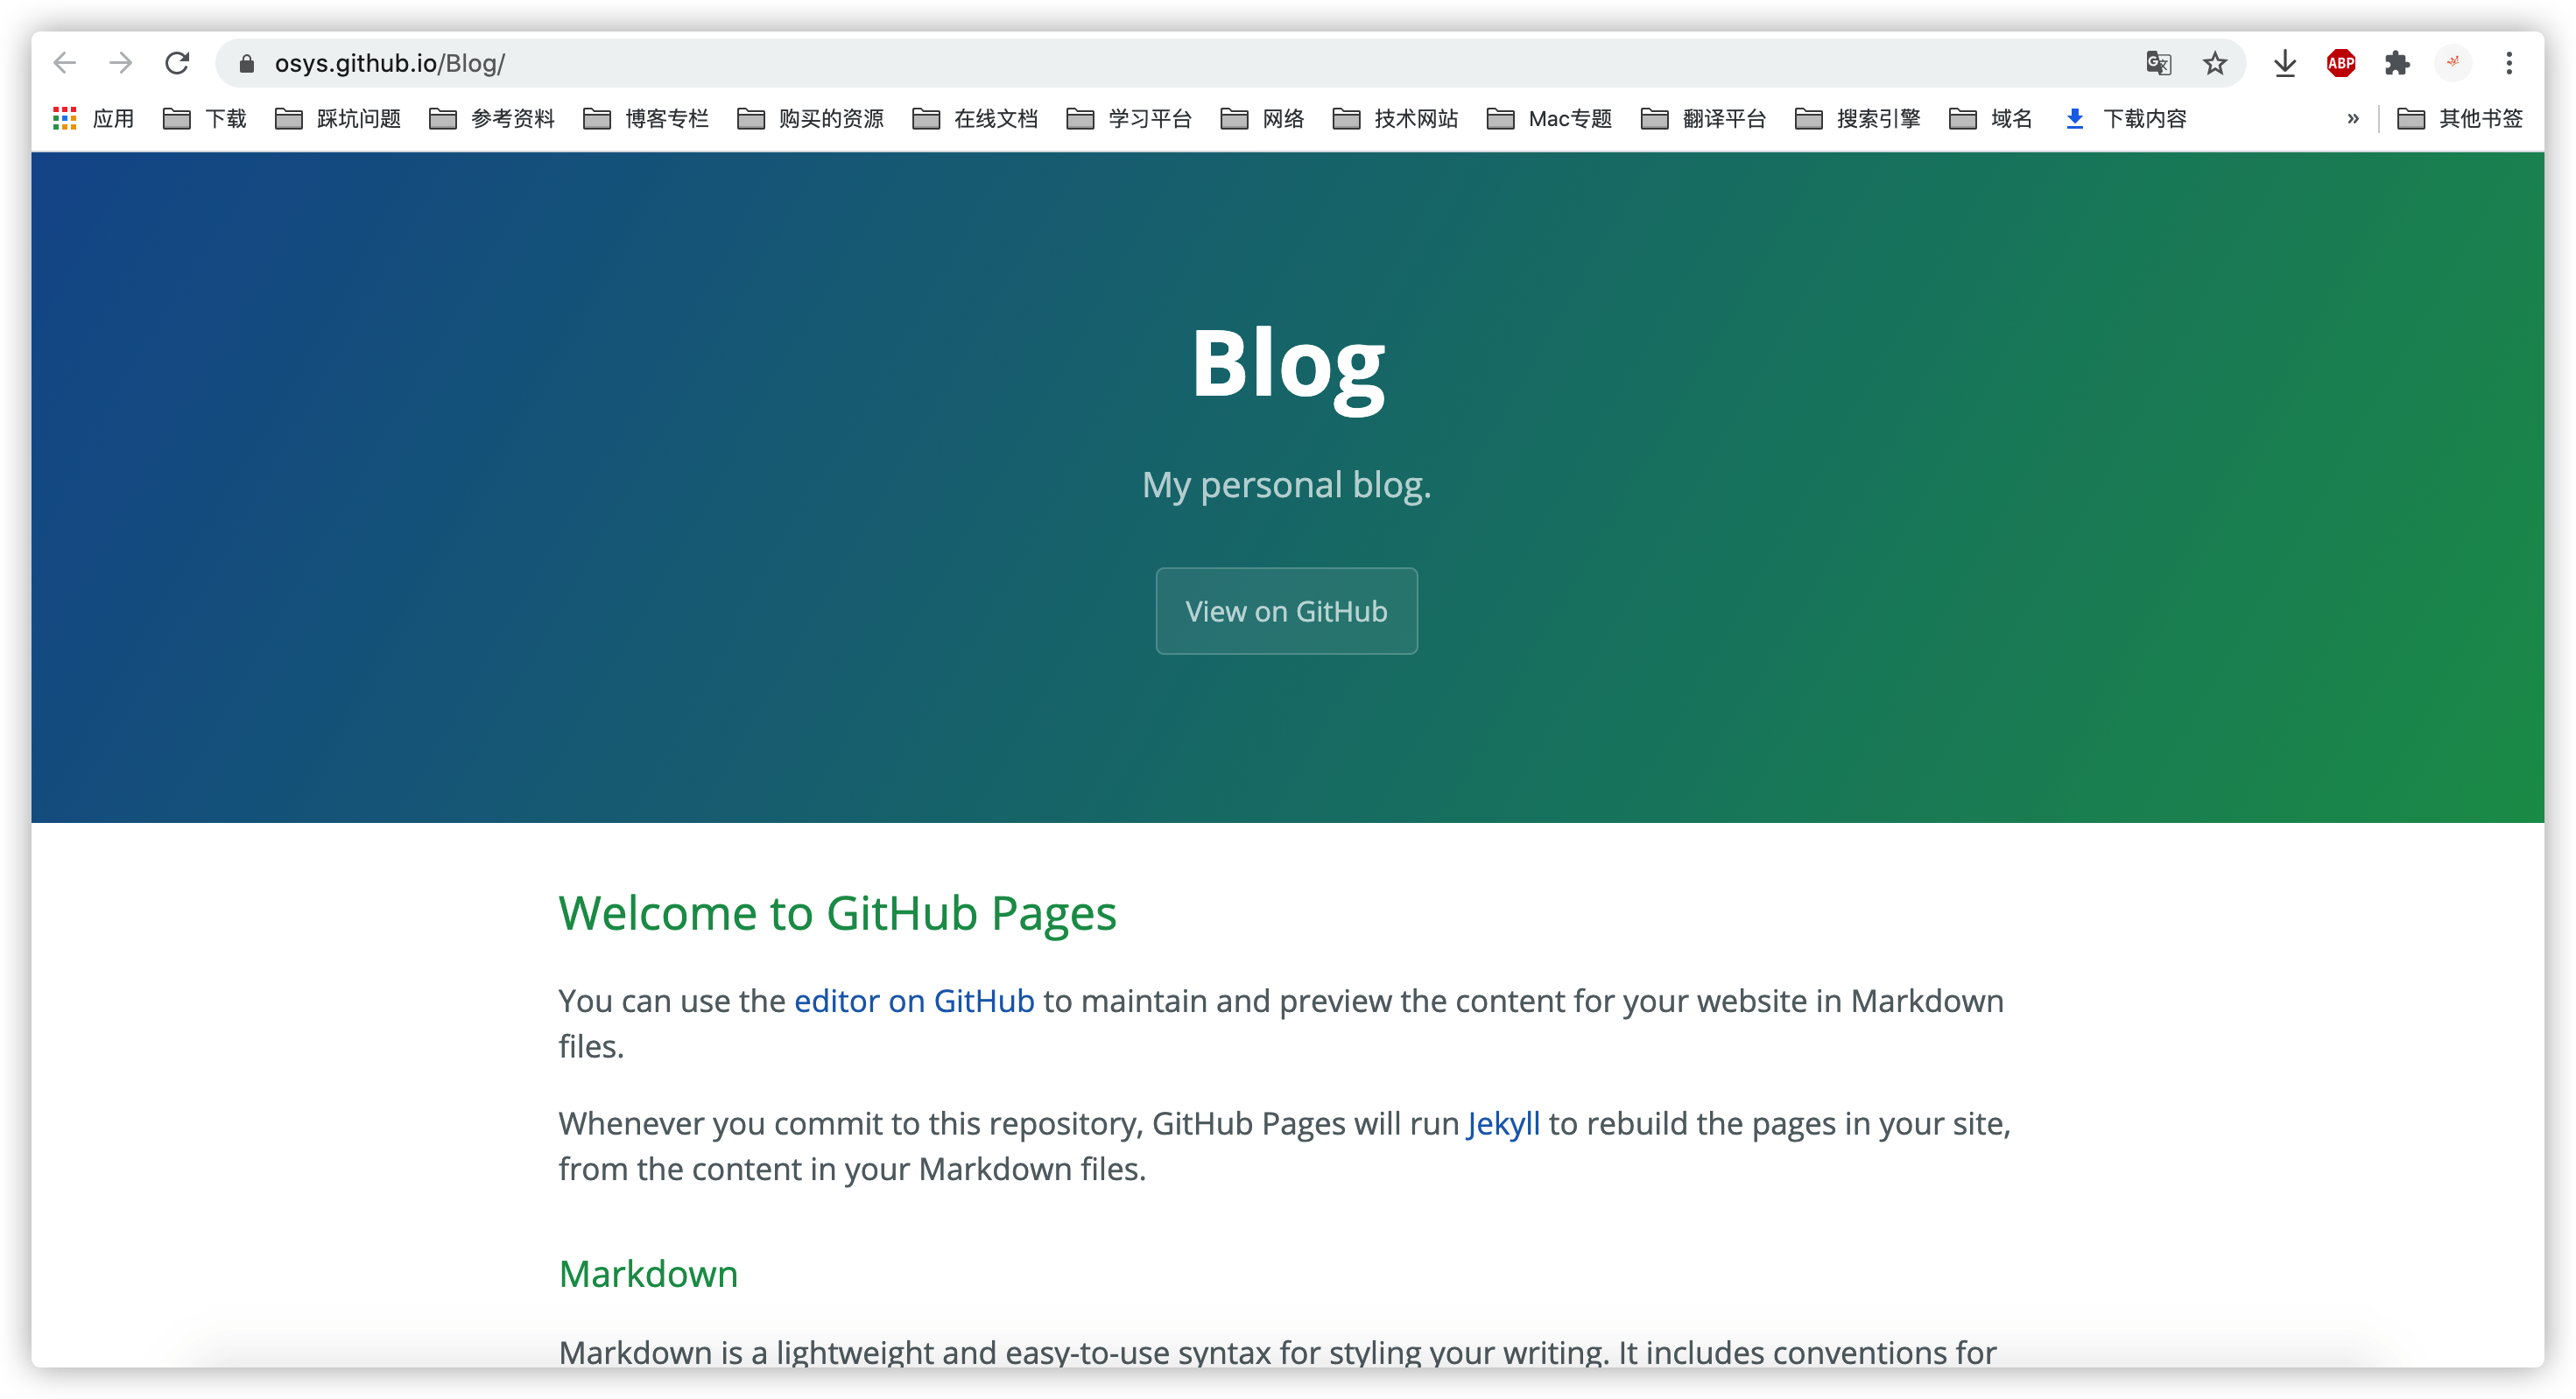 osys.github.io/Blog/
ABP
应用 下载 踩坑问题 参考资料 博客专栏 购买的资源 在线文档 学习平台 网络 技术网站 Mac专题 翻译平台 搜索引擎 域名 下载内容 » 其他书签
Blog
My personal blog.
View on GitHub
Welcome to GitHub Pages
You can use the editor on GitHub to maintain and preview the content for your website in Markdown
files.
Whenever you commit to this repository, GitHub Pages will run Jekyll to rebuild the pages in your site,
from the content in your Markdown files.
Markdown
Markdown is a lightweight and easy-to-use syntax for styling your writing. It includes conventions for